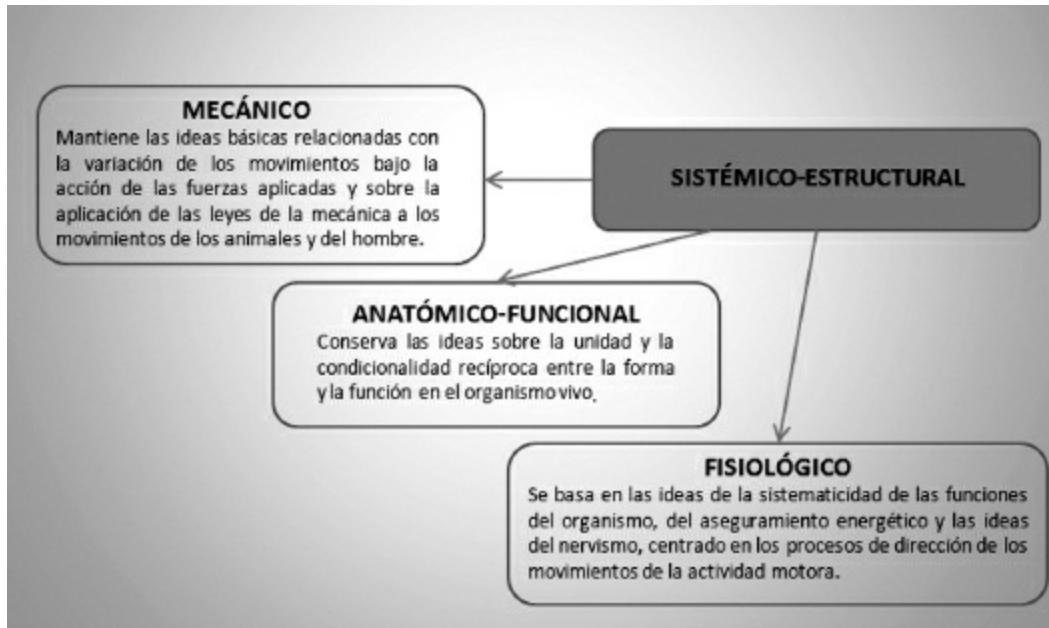 MECÁNICO
Mantiene las ideas básicas relacionadas con
la variación de los movimientos bajo la
acción de las fuerzas aplicadas y sobre la
aplicación de las leyes de la mecánica a los
movimientos de los animales y del hombre.
SISTÉMICO-ESTRUCTURAL
ANATÓMICO-FUNCIONAL
Conserva las ideas sobre la unidad y la
condicionalidad recíproca entre la forma
y la función en el organismo vivo.
FISIOLÓGICO
Se basa en las ideas de la sistematicidad de las funciones
del organismo, del aseguramiento energético y las ideas
del nervismo, centrado en los procesos de dirección de los
movimientos de la actividad motora.